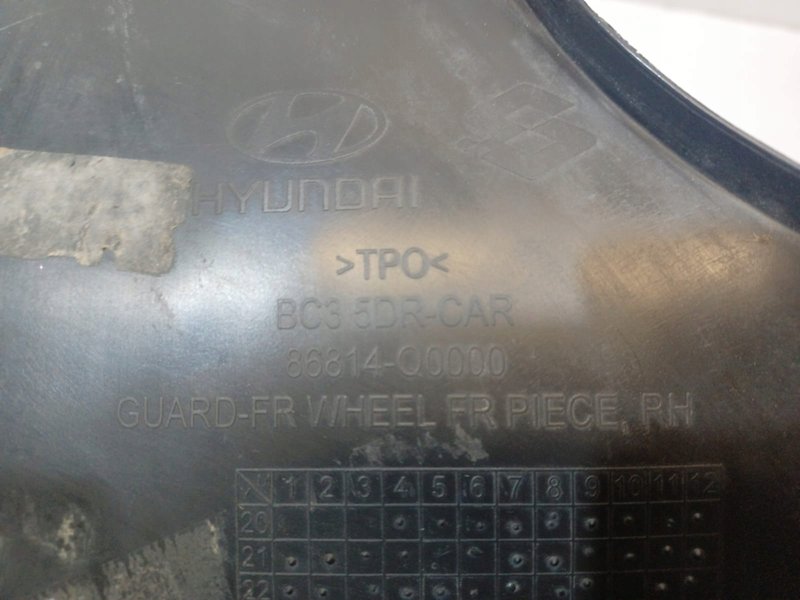 HYUNDAI
>TPO<
BC3 5DR-CAR
86814-Q0000
GUARD-FR WHEEL FR PIECE, RH
1 2 3 4 5 6 7 8 9 10 11 12
20
21
22